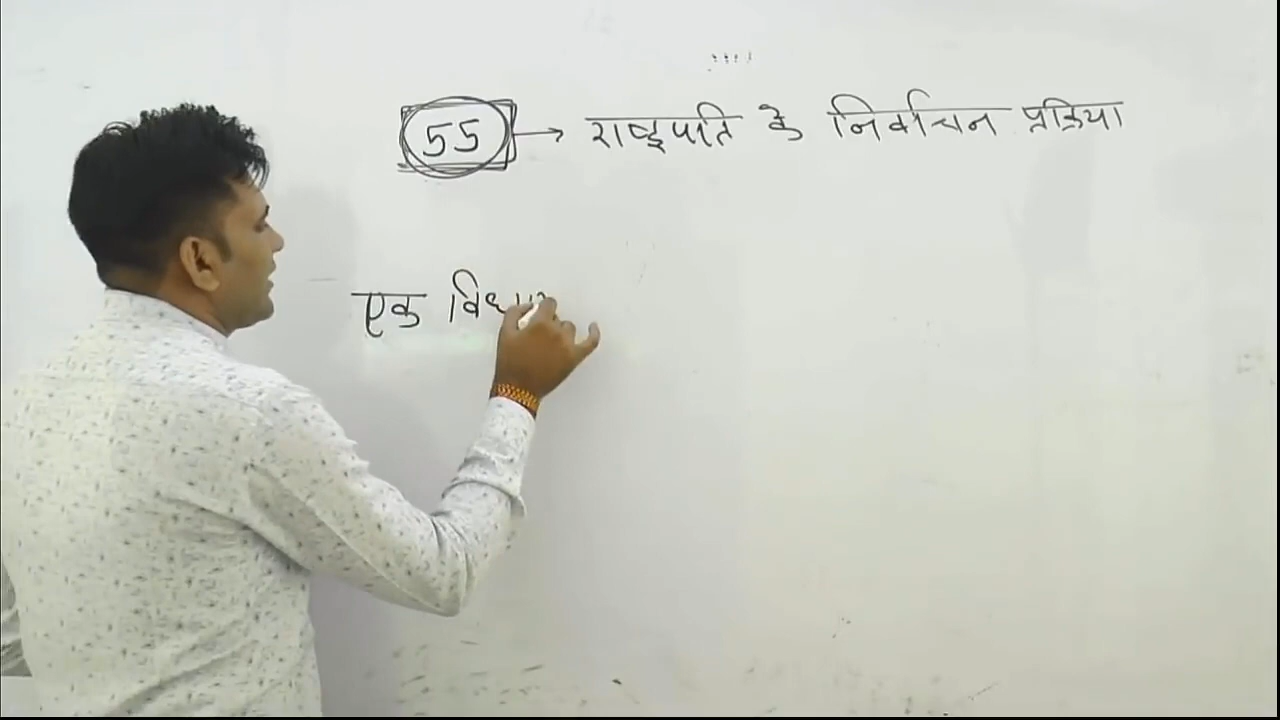 55 → राष्ट्रपति के निर्वाचन प्रक्रिया
एक